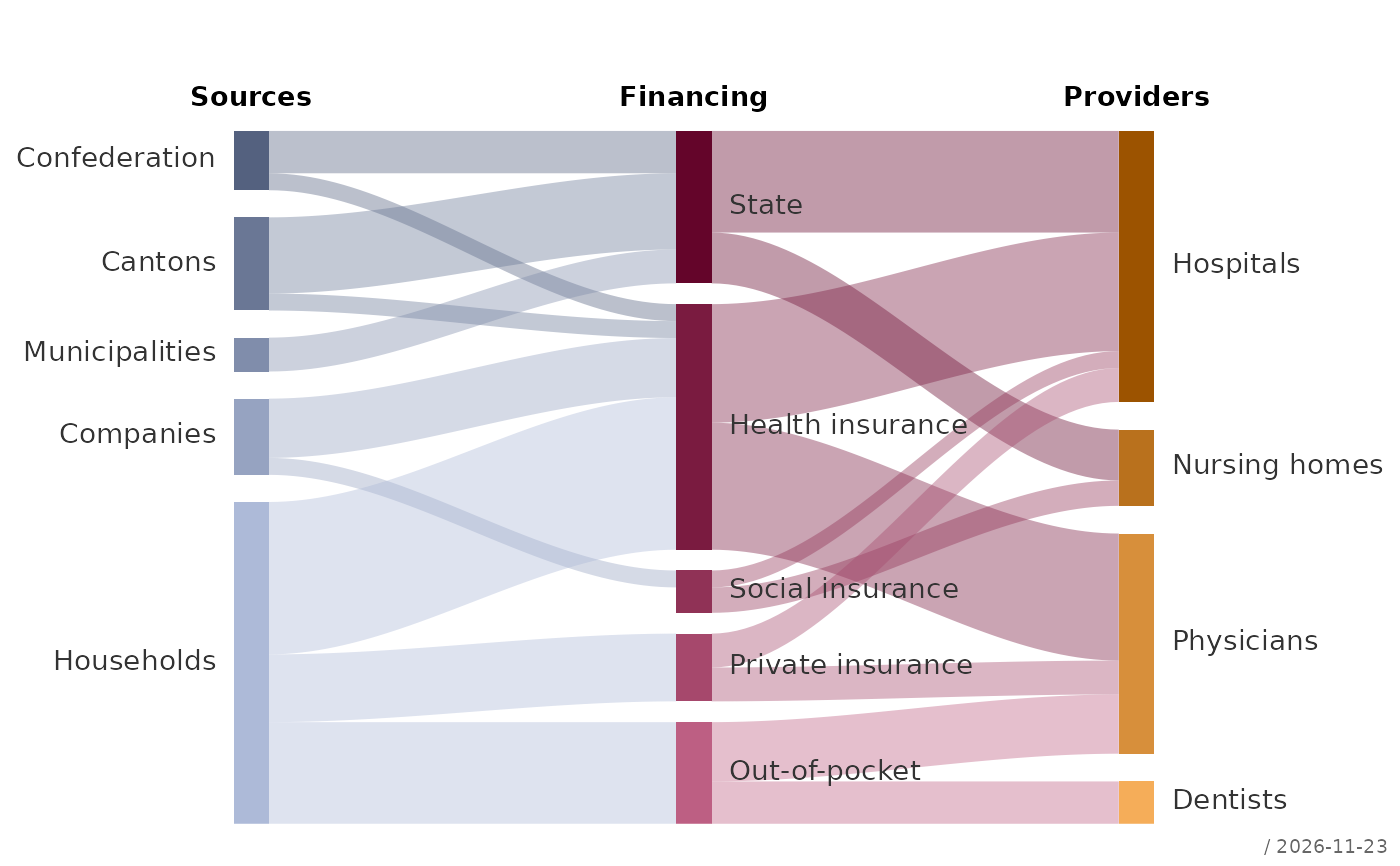 Sources
Financing
Providers
Confederation
Cantons
Municipalities
Companies
Households
State
Health insurance
Social insurance
Private insurance
Out-of-pocket
Hospitals
Nursing homes
Physicians
Dentists
/ 2026-11-23